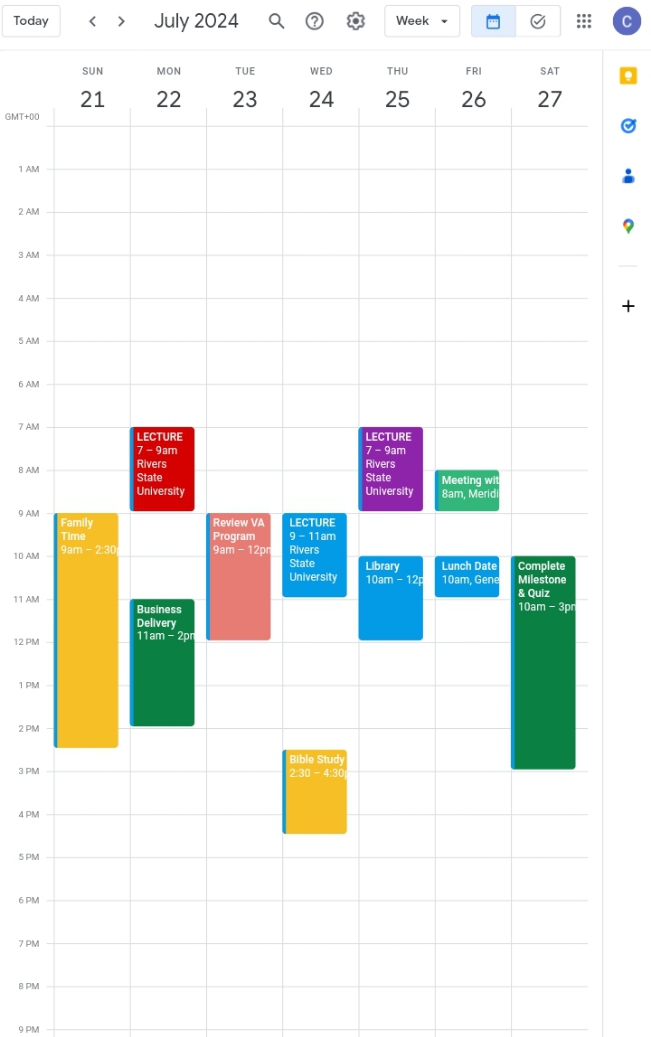 Today
July 2024
Week
C
SUN MON TUE WED THU FRI SAT
21 22 23 24 25 26 27
GMT+00
1 AM
2 AM
3 AM
4 AM
5 AM
6 AM
7 AM
8 AM
9 AM
10 AM
11 AM
12 PM
1 PM
2 PM
3 PM
4 PM
5 PM
6 PM
7 PM
8 PM
9 PM
Family
Time
9am – 2:30p
LECTURE
7 – 9am
Rivers
State
University
Business
Delivery
11am – 2pm
Review VA
Program
9am – 12pm
LECTURE
9 – 11am
Rivers
State
University
Bible Study
2:30 – 4:30p
LECTURE
7 – 9am
Rivers
State
University
Library
10am – 12p
Meeting wit
8am, Meridi
Lunch Date
10am, Gene
Complete
Milestone
& Quiz
10am – 3pm